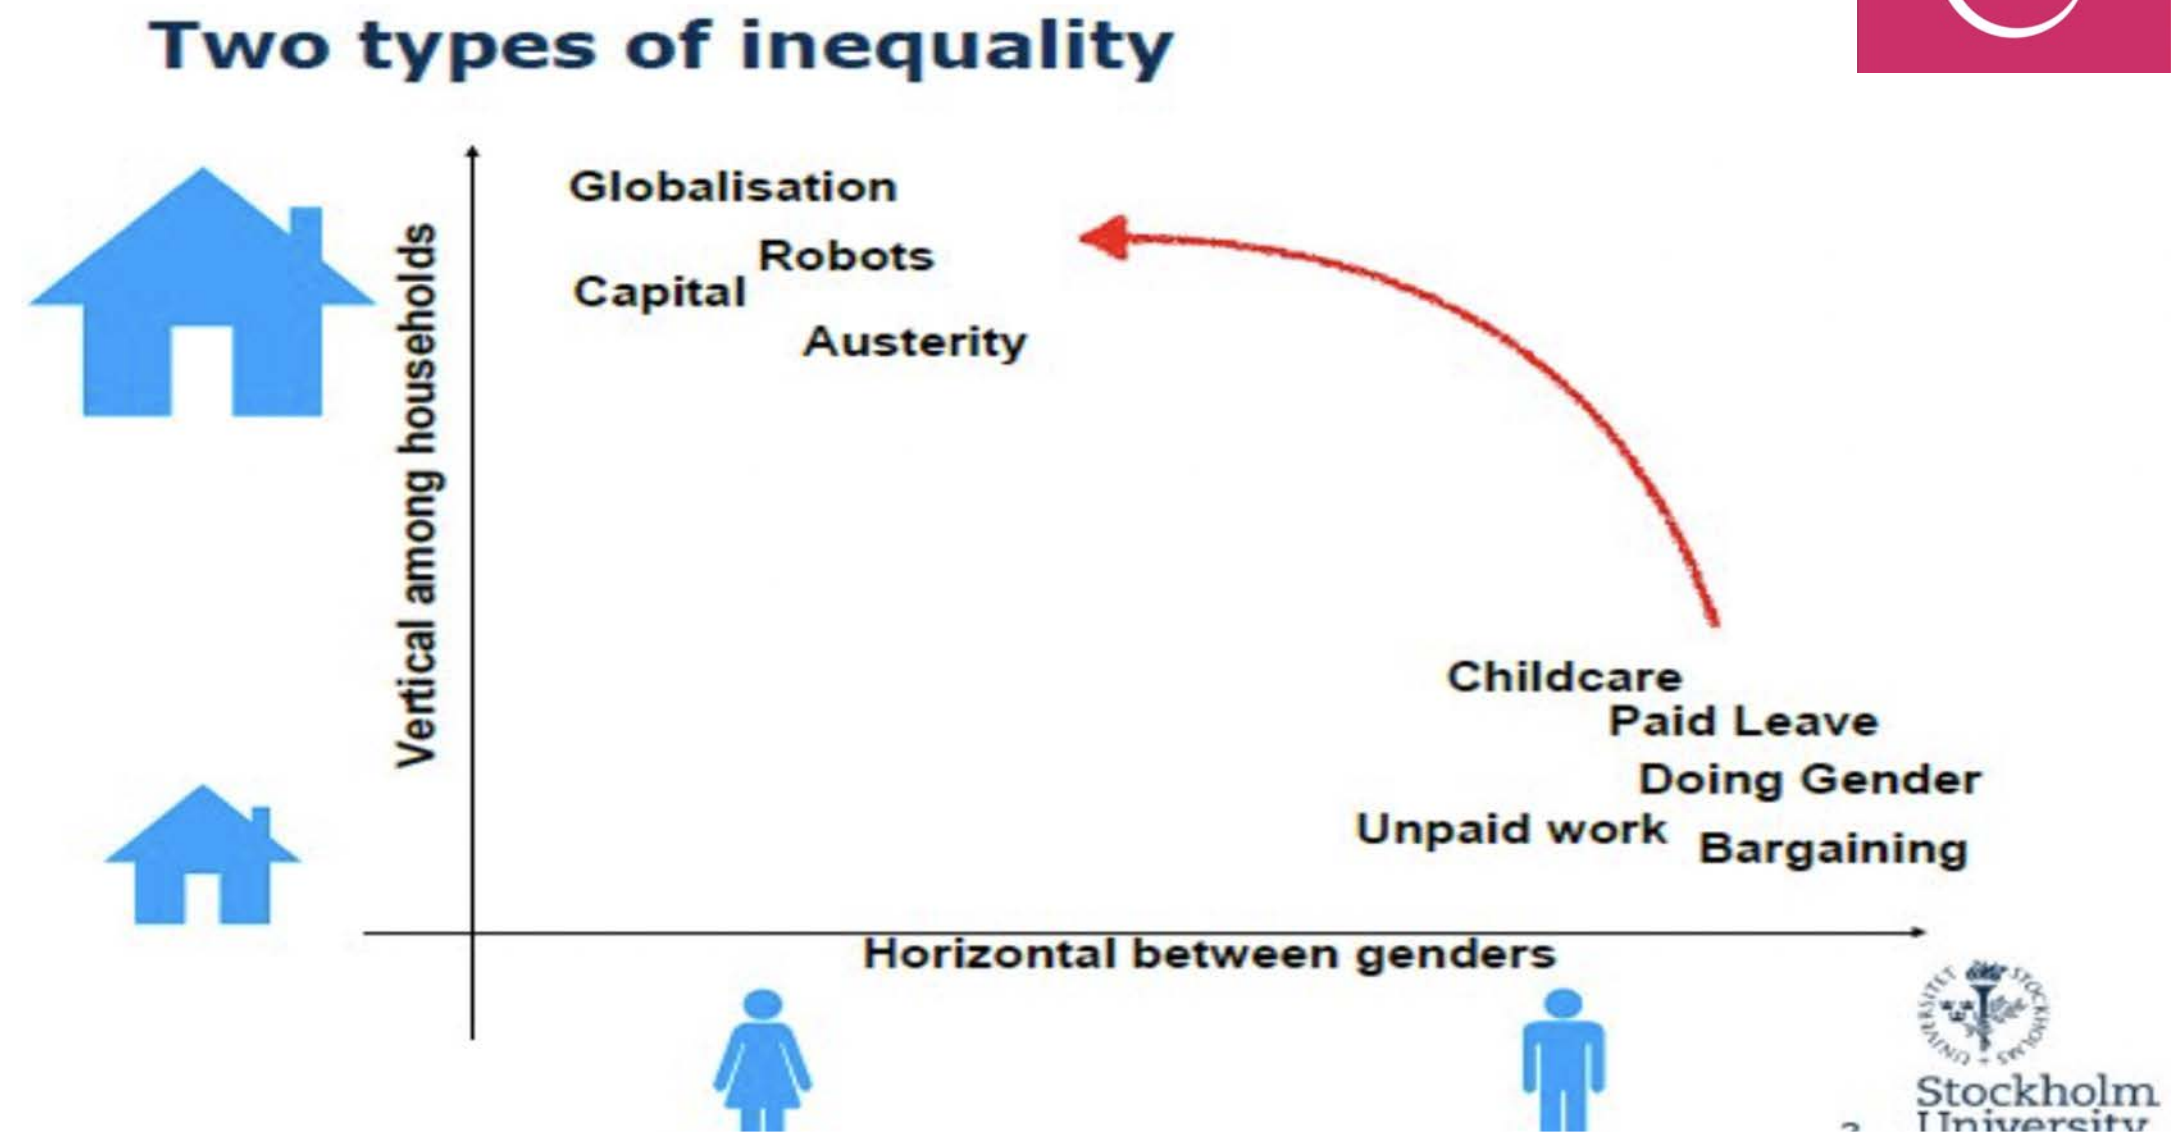 Two types of inequality
Globalisation
Robots
Capital
Austerity
Vertical among households
Childcare
Paid Leave
Doing Gender
Unpaid work
Bargaining
Horizontal between genders
Stockholm
University